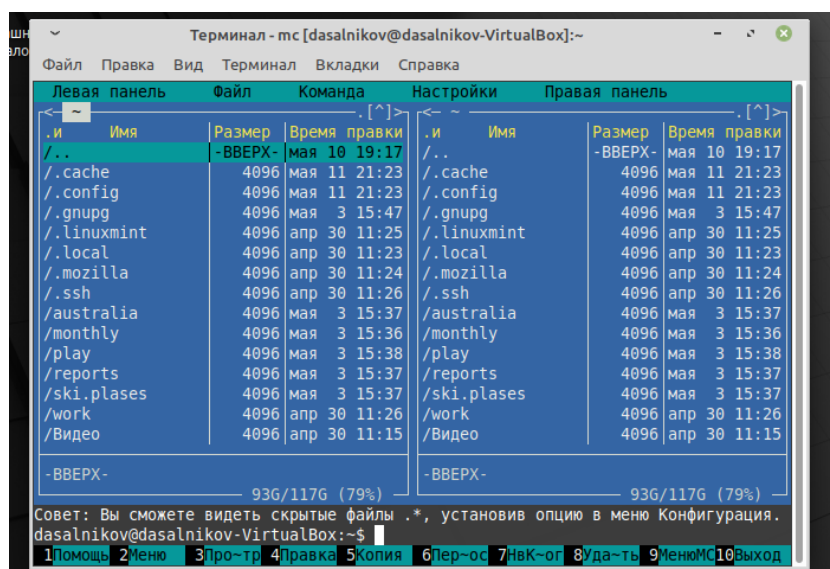 Терминал - mc [dasalnikov@dasalnikov-VirtualBox]:~
Файл Правка Вид Терминал Вкладки Справка
Левая панель Файл Команда Настройки Правая панель
<— ~ .[^]> <— ~ .[^]>
.и Имя Размер Время правки .и Имя Размер Время правки
/.. -ВВЕРХ- мая 10 19:17 /.. -ВВЕРХ- мая 10 19:17
/.cache 4096 мая 11 21:23 /.cache 4096 мая 11 21:23
/.config 4096 мая 11 21:23 /.config 4096 мая 11 21:23
/.gnupg 4096 мая 3 15:47 /.gnupg 4096 мая 3 15:47
/.linuxmint 4096 апр 30 11:25 /.linuxmint 4096 апр 30 11:25
/.local 4096 апр 30 11:23 /.local 4096 апр 30 11:23
/.mozilla 4096 апр 30 11:24 /.mozilla 4096 апр 30 11:24
/.ssh 4096 апр 30 11:26 /.ssh 4096 апр 30 11:26
/australia 4096 мая 3 15:37 /australia 4096 мая 3 15:37
/monthly 4096 мая 3 15:36 /monthly 4096 мая 3 15:36
/play 4096 мая 3 15:38 /play 4096 мая 3 15:38
/reports 4096 мая 3 15:37 /reports 4096 мая 3 15:37
/ski.plases 4096 мая 3 15:37 /ski.plases 4096 мая 3 15:37
/work 4096 апр 30 11:26 /work 4096 апр 30 11:26
/Видео 4096 апр 30 11:15 /Видео 4096 апр 30 11:15
-ВВЕРХ- -ВВЕРХ-
93G/117G (79%) 93G/117G (79%)
Совет: Вы сможете видеть скрытые файлы .*, установив опцию в меню Конфигурация.
dasalnikov@dasalnikov-VirtualBox:~$
1Помощь 2Меню 3Про~тр 4Правка 5Копия 6Пер~ос 7НвК~ог 8Уда~ть 9МенюМС10Выход